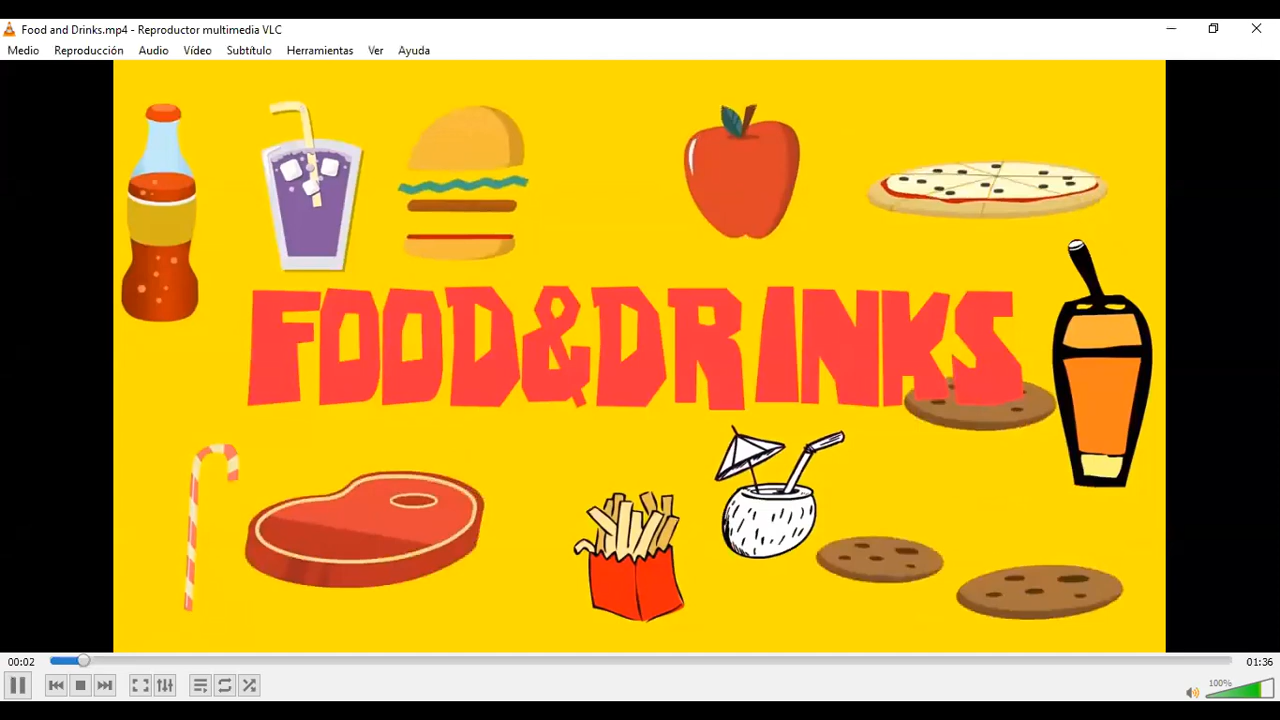 Food and Drinks.mp4 - Reproductor multimedia VLC
Medio Reproducción Audio Vídeo Subtítulo Herramientas Ver Ayuda
FOOD&DRINKS
00:02 01:36
100%